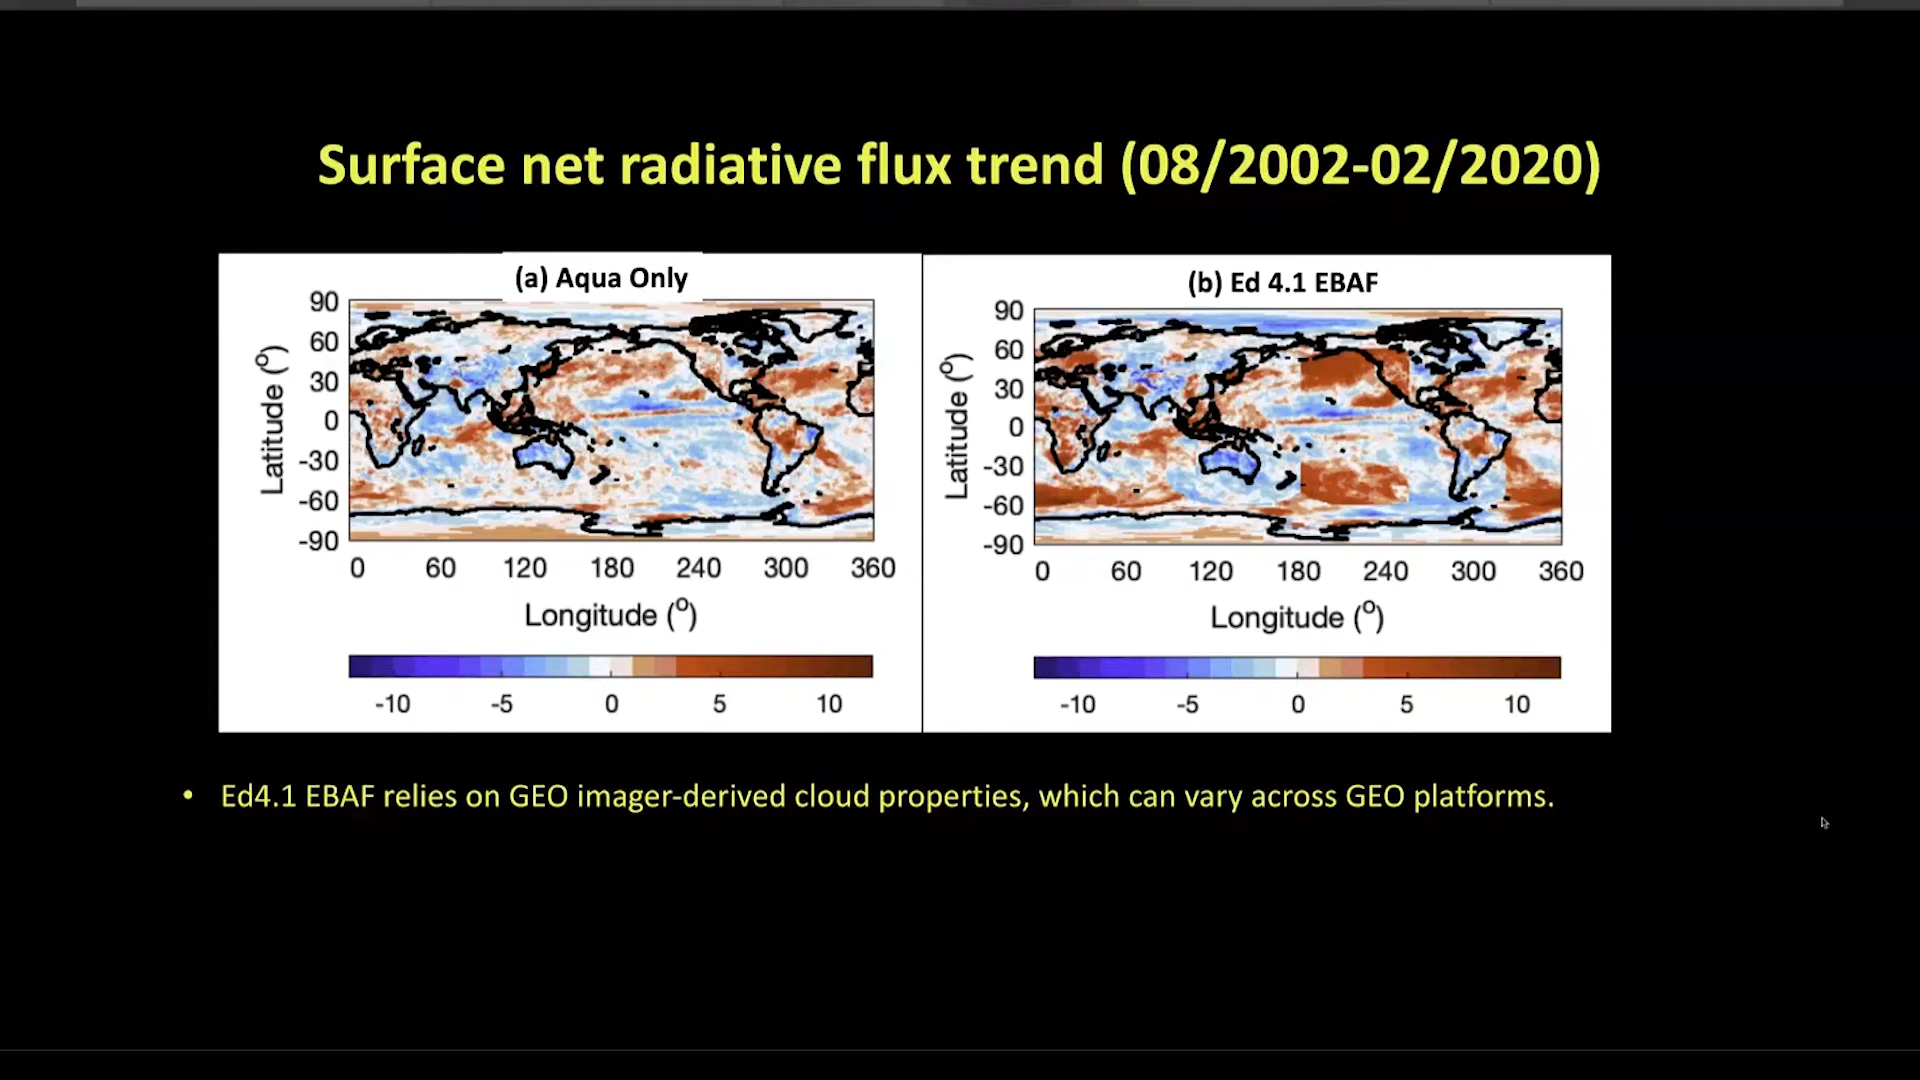 Surface net radiative flux trend (08/2002-02/2020)
(a) Aqua Only
90
60
30
0
-30
-60
-90
Latitude (°)
0 60 120 180 240 300 360
Longitude (°)
-10 -5 0 5 10
(b) Ed 4.1 EBAF
90
60
30
0
-30
-60
-90
Latitude (°)
0 60 120 180 240 300 360
Longitude (°)
-10 -5 0 5 10
• Ed4.1 EBAF relies on GEO imager-derived cloud properties, which can vary across GEO platforms.